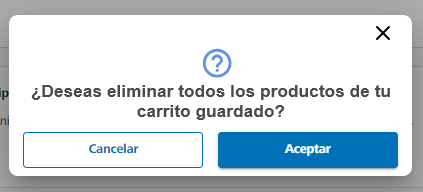 ¿Deseas eliminar todos los productos de tu
carrito guardado?
Cancelar
Aceptar